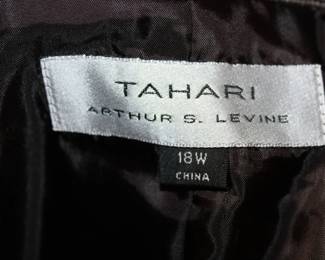 TAHARI
ARTHUR S. LEVINE
18W
CHINA